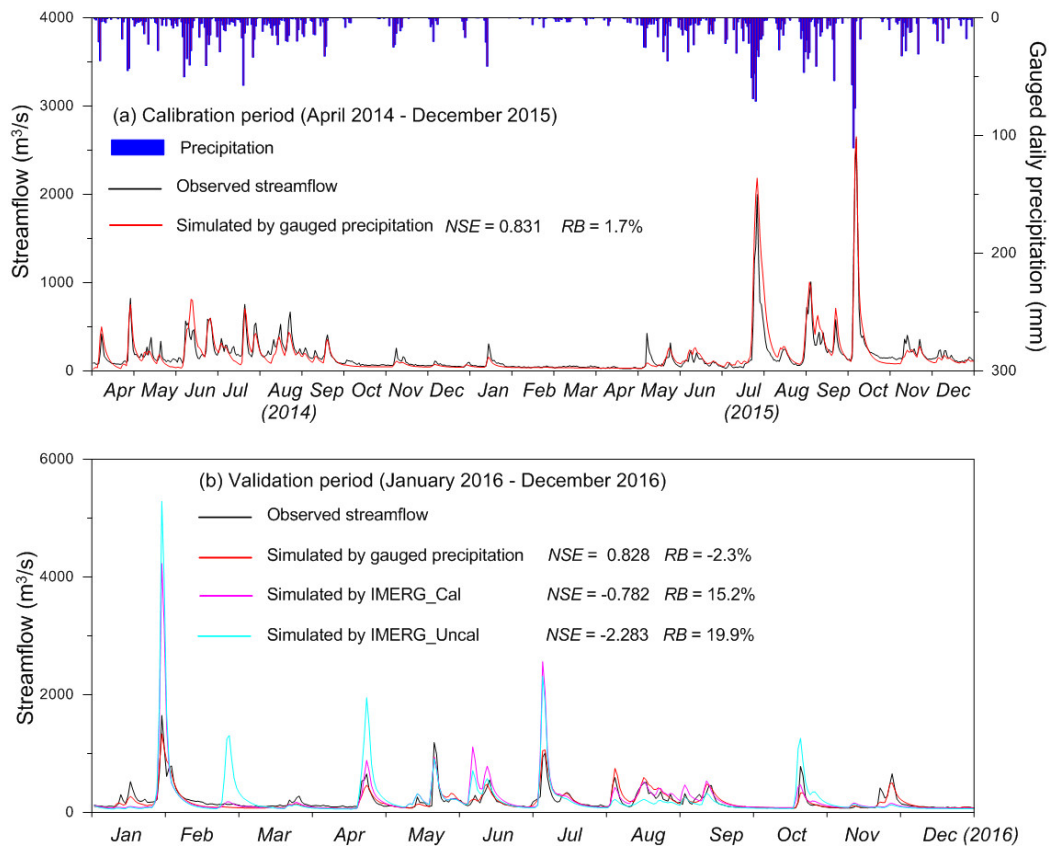 0
4000
(a) Calibration period (April 2014 - December 2015)
Precipitation
Observed streamflow
Simulated by gauged precipitation NSE = 0.831 RB = 1.7%
3000
2000
1000
0
Streamflow (m³/s)
100
200
300
Gauged daily precipitation (mm)
Apr May Jun Jul Aug Sep Oct Nov Dec Jan Feb Mar Apr May Jun Jul Aug Sep Oct Nov Dec
(2014) (2015)
6000
(b) Validation period (January 2016 - December 2016)
Observed streamflow
Simulated by gauged precipitation NSE = 0.828 RB = -2.3%
Simulated by IMERG_Cal NSE = -0.782 RB = 15.2%
Simulated by IMERG_Uncal NSE = -2.283 RB = 19.9%
4000
2000
0
Streamflow (m³/s)
Jan Feb Mar Apr May Jun Jul Aug Sep Oct Nov Dec (2016)